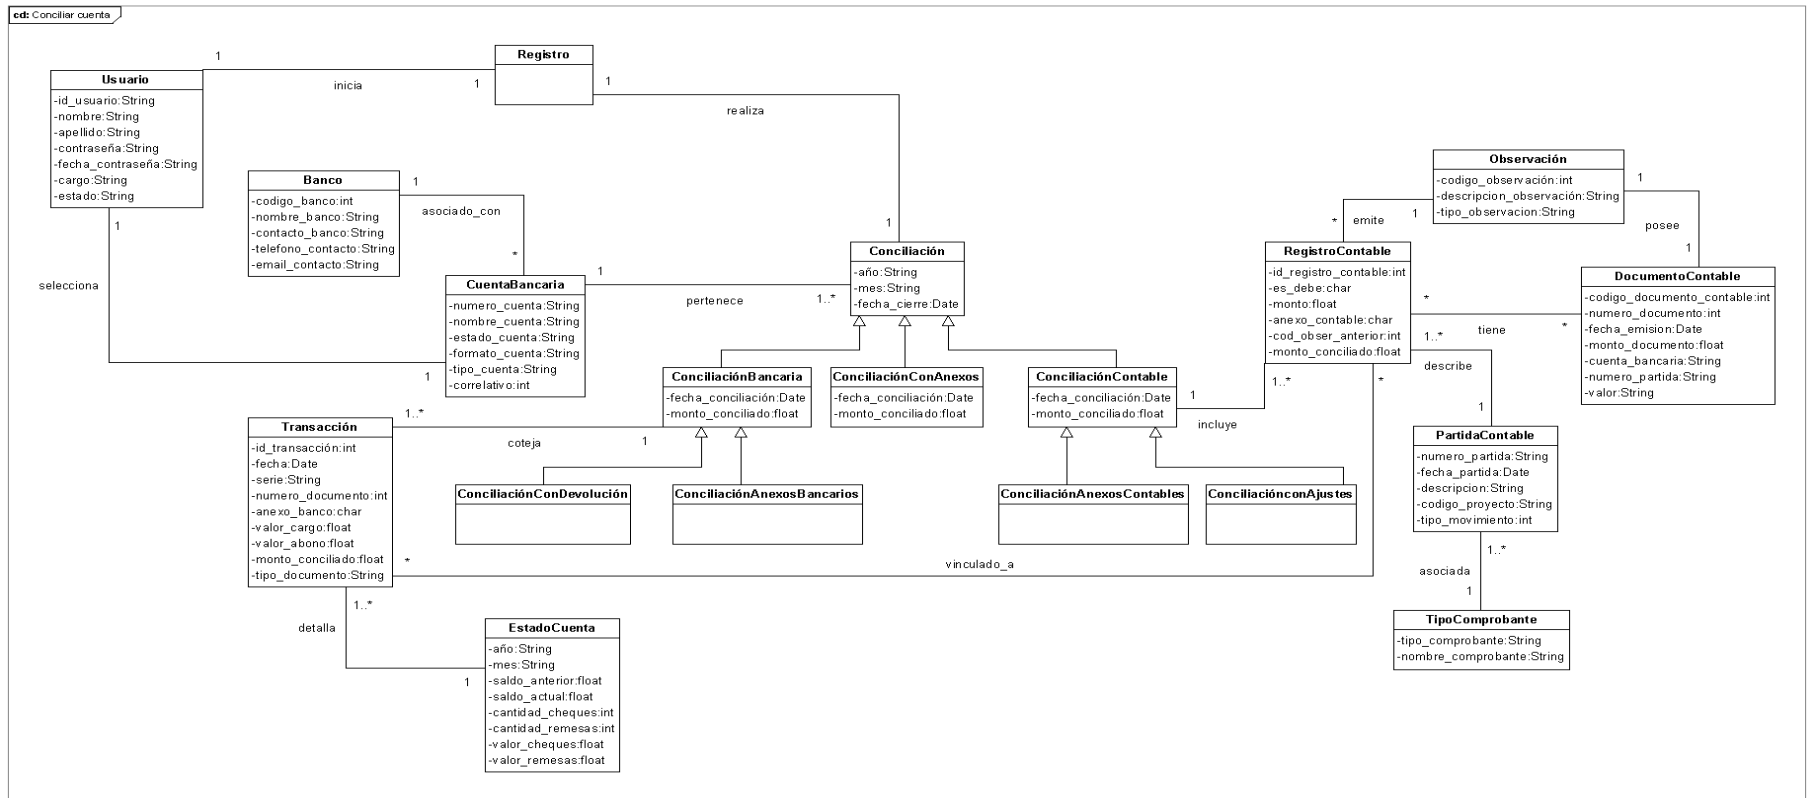 cd: Conciliar cuenta
Usuario
-id_usuario:String
-nombre:String
-apellido:String
-contraseña:String
-fecha_contraseña:String
-cargo:String
-estado:String
1
inicia
1
Registro
1
realiza
1
Banco
-codigo_banco:int
-nombre_banco:String
-contacto_banco:String
-telefono_contacto:String
-email_contacto:String
1
asociado_con
*
1
selecciona
1
CuentaBancaria
-numero_cuenta:String
-nombre_cuenta:String
-estado_cuenta:String
-formato_cuenta:String
-tipo_cuenta:String
-correlativo:int
1
pertenece
1..*
Conciliación
-año:String
-mes:String
-fecha_cierre:Date
Observación
-codigo_observación:int
-descripcion_observación:String
-tipo_observacion:String
*
emite
1
1
posee
1
RegistroContable
-id_registro_contable:int
-es_debe:char
-monto:float
-anexo_contable:char
-cod_obser_anterior:int
-monto_conciliado:float
*
tiene
*
DocumentoContable
-codigo_documento_contable:int
-numero_documento:int
-fecha_emision:Date
-monto_documento:float
-cuenta_bancaria:String
-numero_partida:String
-valor:String
1..*
describe
1
ConciliaciónBancaria
-fecha_conciliación:Date
-monto_conciliado:float
ConciliaciónConAnexos
-fecha_conciliación:Date
-monto_conciliado:float
ConciliaciónContable
-fecha_conciliación:Date
-monto_conciliado:float
1
incluye
1..*
*
1..*
coteja
1
Transacción
-id_transacción:int
-fecha:Date
-serie:String
-numero_documento:int
-anexo_banco:char
-valor_cargo:float
-valor_abono:float
-monto_conciliado:float
-tipo_documento:String
ConciliaciónConDevolución
ConciliaciónAnexosBancarios
ConciliaciónAnexosContables
ConciliaciónconAjustes
PartidaContable
-numero_partida:String
-fecha_partida:Date
-descripcion:String
-codigo_proyecto:String
-tipo_movimiento:int
*
vinculado_a
1..*
asociada
1
1..*
detalla
1
EstadoCuenta
-año:String
-mes:String
-saldo_anterior:float
-saldo_actual:float
-cantidad_cheques:int
-cantidad_remesas:int
-valor_cheques:float
-valor_remesas:float
TipoComprobante
-tipo_comprobante:String
-nombre_comprobante:String